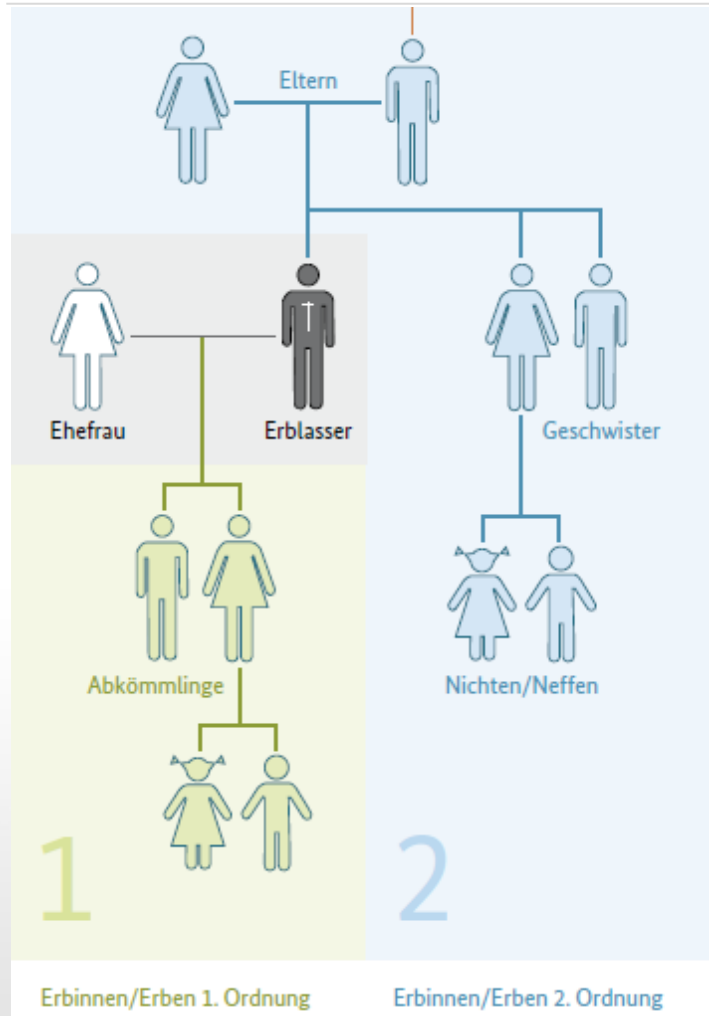 Eltern
Ehefrau
Erblasser
Geschwister
Abkömmlinge
Nichten/Neffen
1
2
Erbinnen/Erben 1. Ordnung
Erbinnen/Erben 2. Ordnung